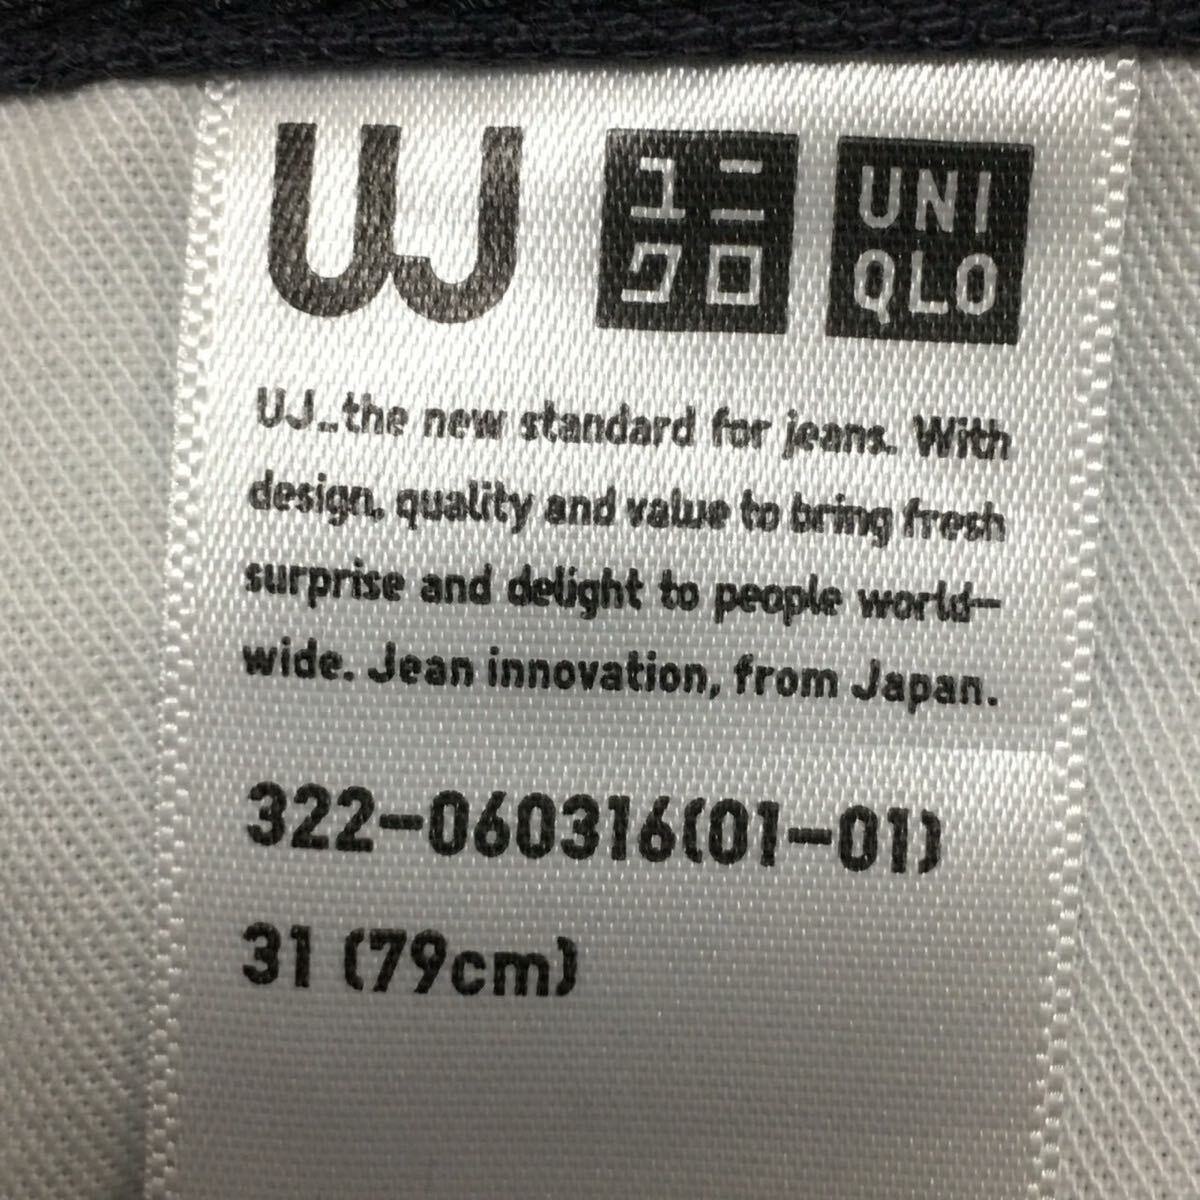 UJ ユニ UNI
クロ QLO
UJ...the new standard for jeans. With
design, quality and value to bring fresh
surprise and delight to people world-
wide. Jean innovation, from Japan.
322-060316(01-01)
31 (79cm)